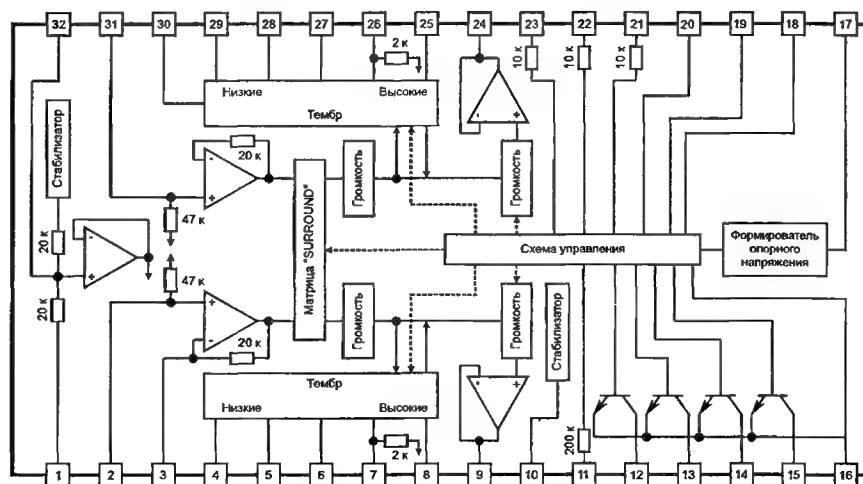 32 31 30 29 28 27 26 25 24 23 22 21 20 19 18 17
2 к
10 к
10 к
10 к
Низкие Высокие
Тембр
Стабилизатор
-
20 к
+
Громкость
- +
Громкость
47 к
20 к
-
+
47 к
20 к
Матрица "SURROUND"
Схема управления
Формирователь
опорного
напряжения
+
-
20 к
Громкость
Громкость
Стабилизатор
- +
Тембр
Низкие Высокие
2 к
200 к
1 2 3 4 5 6 7 8 9 10 11 12 13 14 15 16